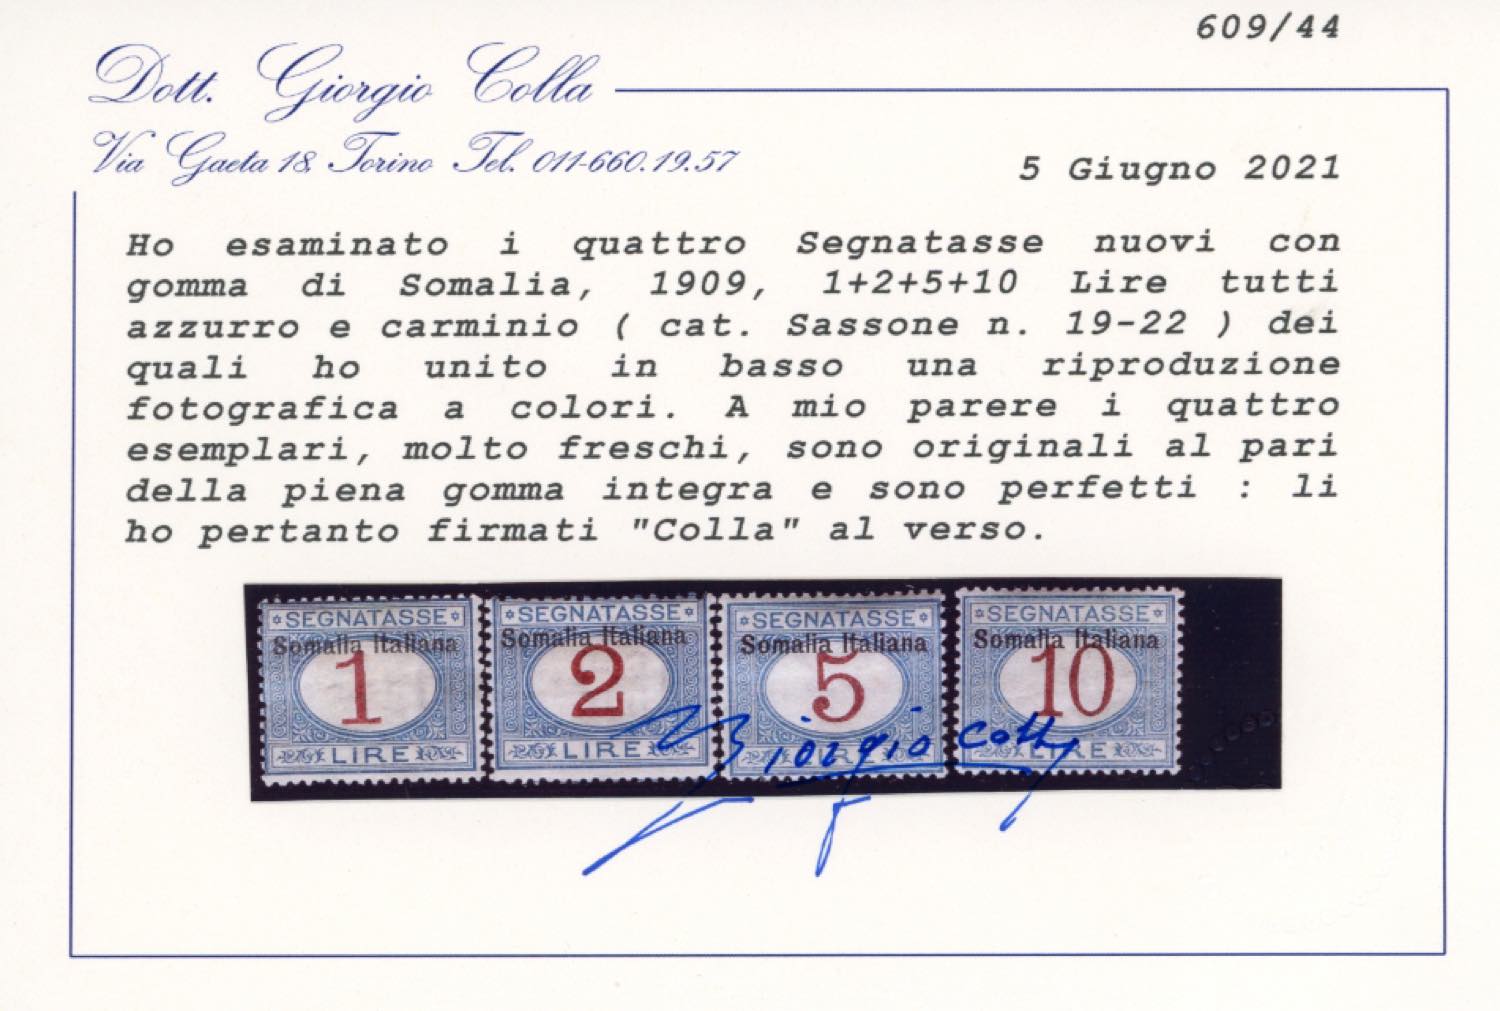 609/44
Dott. Giorgio Colla
Via Gaeta 18 Torino Tel. 011-660.19.57
5 Giugno 2021
Ho esaminato i quattro Segnatasse nuovi con
gomma di Somalia, 1909, 1+2+5+10 Lire tutti
azzurro e carminio ( cat. Sassone n. 19-22 ) dei
quali ho unito in basso una riproduzione
fotografica a colori. A mio parere i quattro
esemplari, molto freschi, sono originali al pari
della piena gomma integra e sono perfetti : li
ho pertanto firmati "Colla" al verso.
SEGNATASSE SEGNATASSE SEGNATASSE SEGNATASSE
Somalia Italiana Somalia Italiana Somalia Italiana Somalia Italiana
1 2 5 10
LIRE LIRE LIRE LIRE
Giorgio Colla